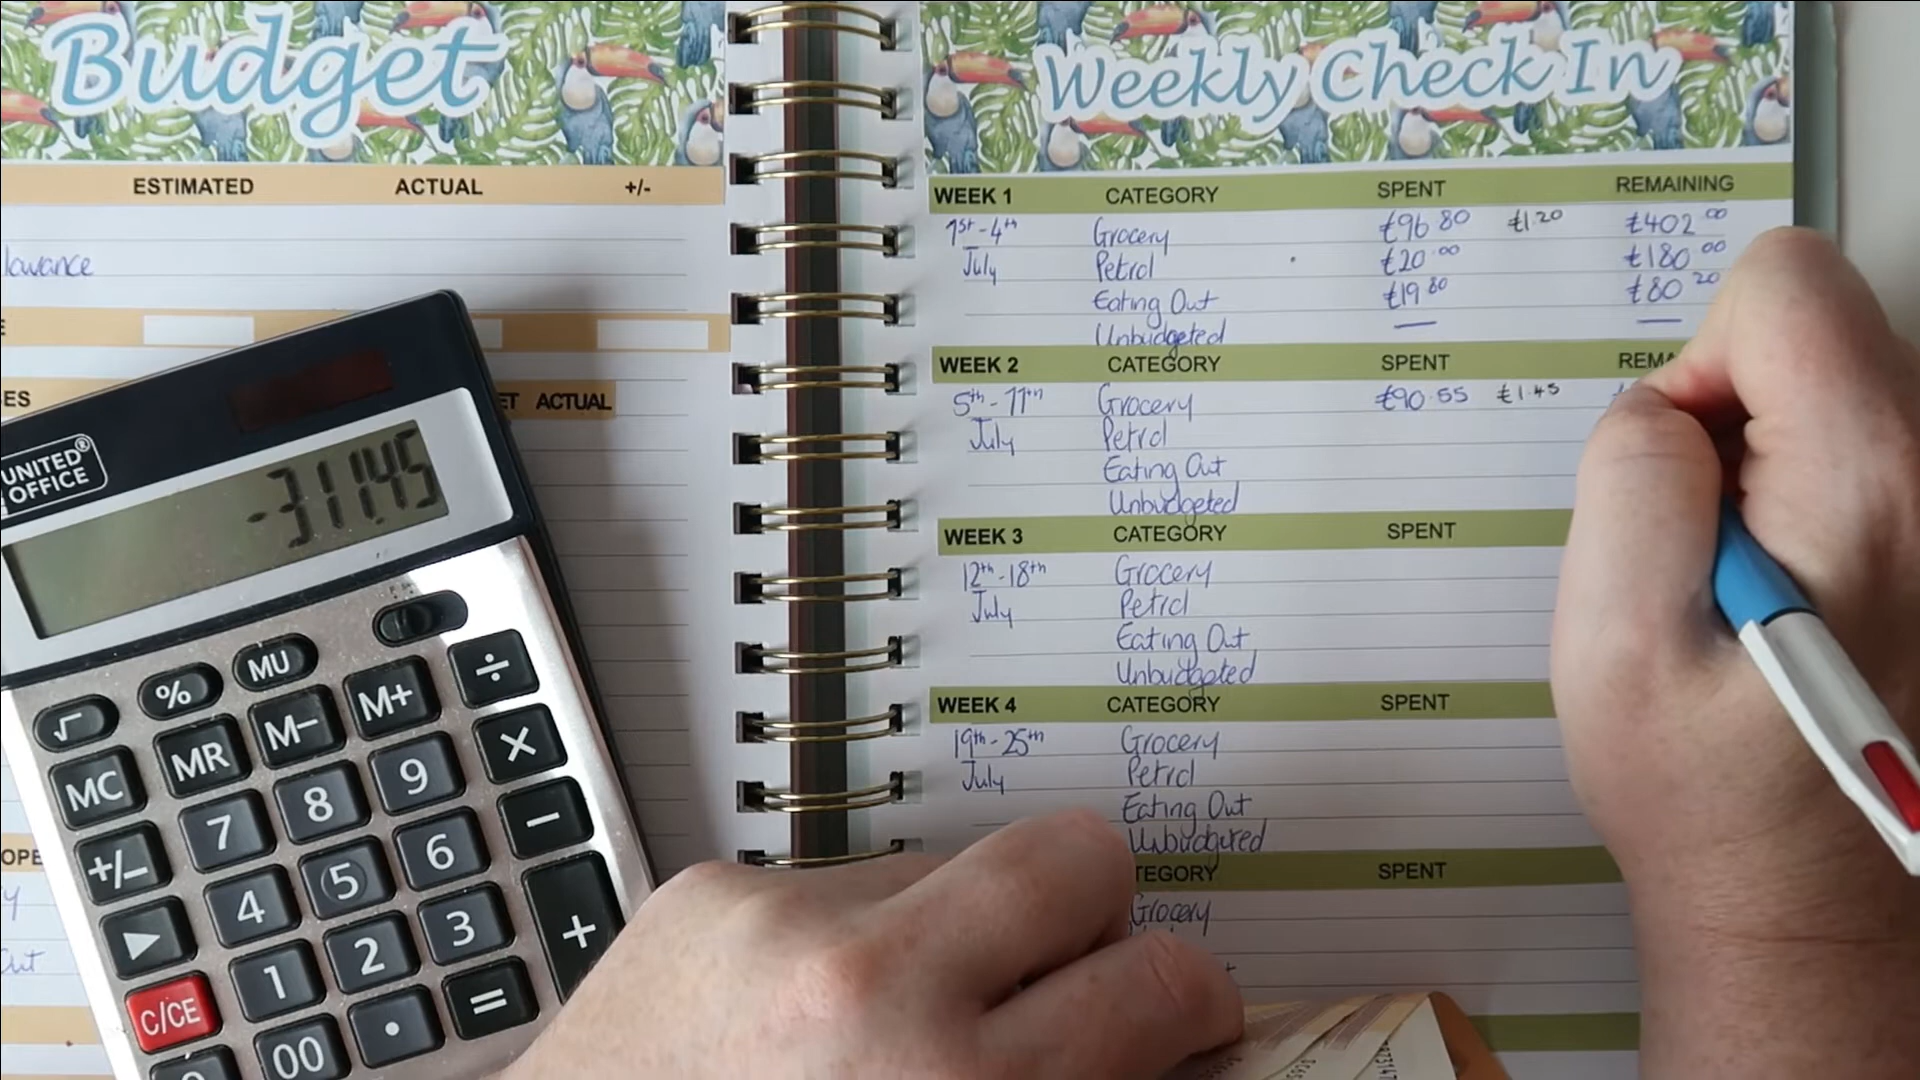 Budget
ESTIMATED ACTUAL +/-
lowance
ES
ET ACTUAL
OPE
y
Out
UNITED OFFICE®
-311.45
√ % MU ÷
MC MR M− M+ ×
+/− 7 8 9 −
▶ 4 5 6 +
C/CE 1 2 3 =
0 00 •
Weekly Check In
WEEK 1 CATEGORY SPENT REMAINING
1st-4th Grocery £96.80 £1.20 £402.00
July Petrol £20.00 £180.00
Eating Out £19.80 £80.20
Unbudgeted — —
WEEK 2 CATEGORY SPENT REMA
5th-11th Grocery £90.55 £1.45
July Petrol
Eating Out
Unbudgeted
WEEK 3 CATEGORY SPENT
12th-18th Grocery
July Petrol
Eating Out
Unbudgeted
WEEK 4 CATEGORY SPENT
19th-25th Grocery
July Petrol
Eating Out
Unbudgeted
TEGORY SPENT
Grocery